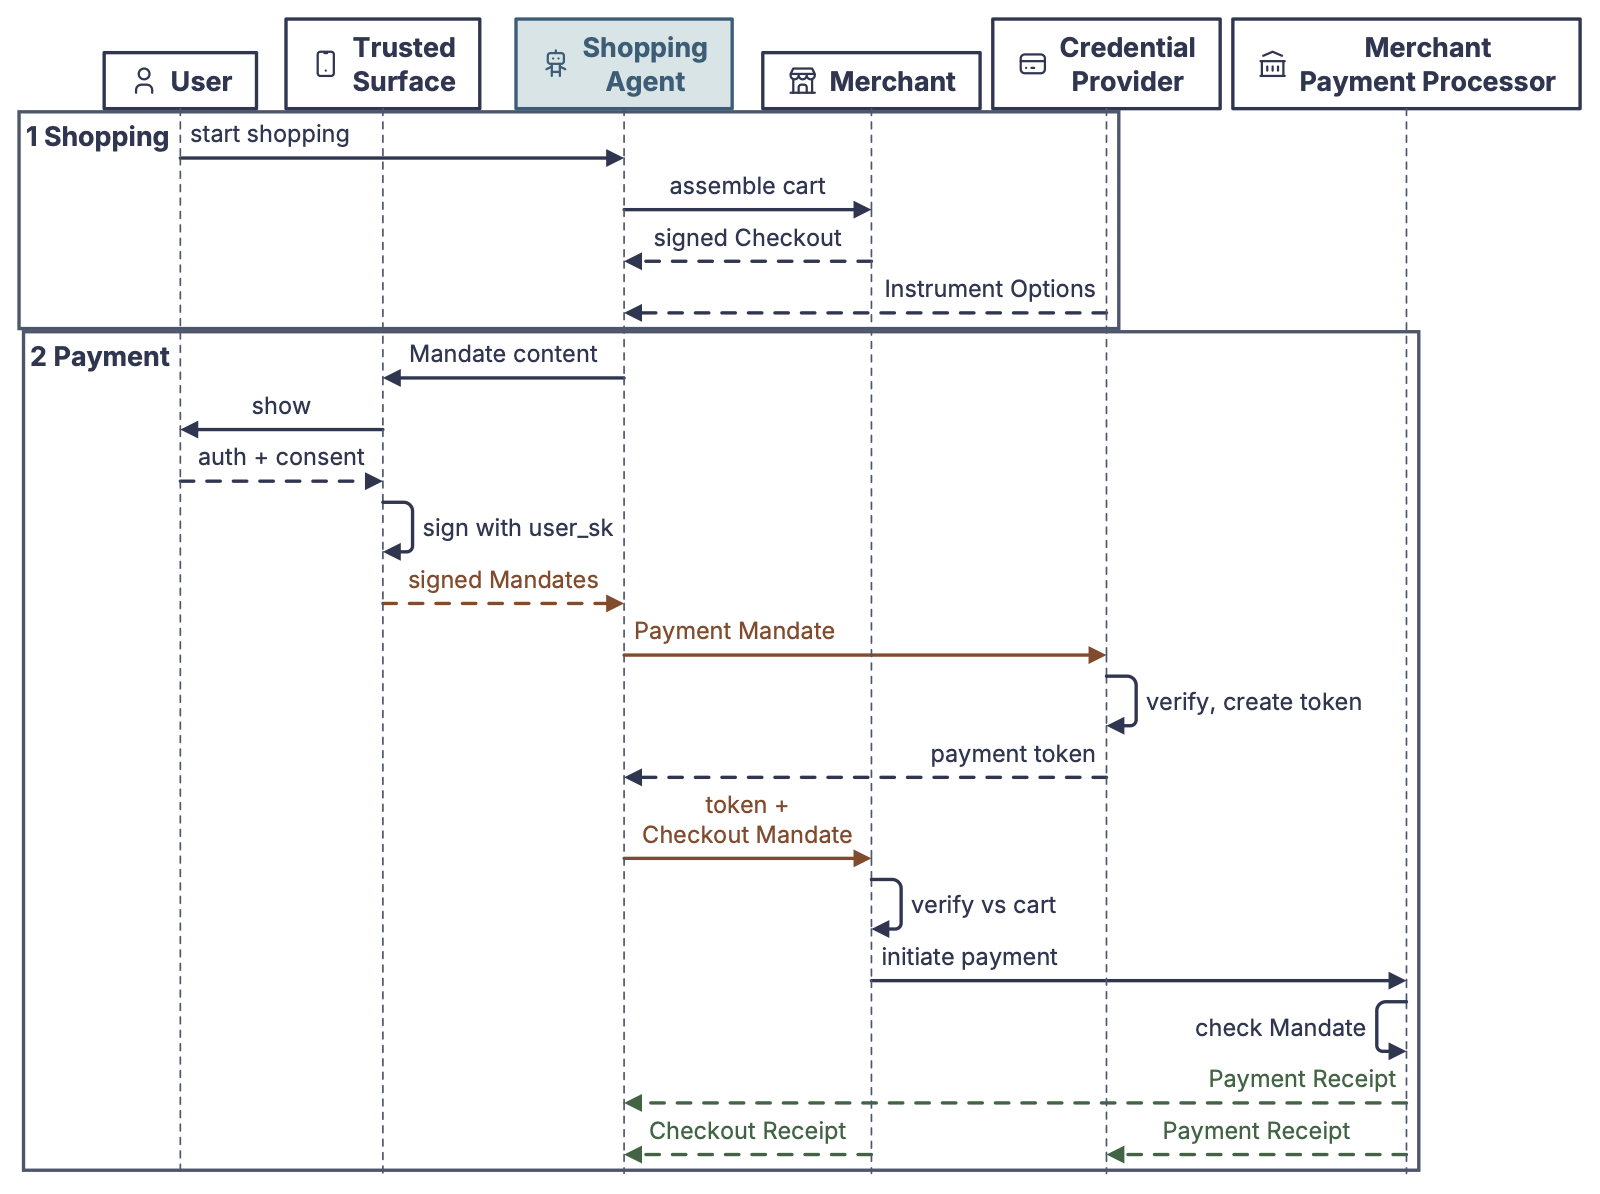 User
Trusted
Surface
Shopping
Agent
Merchant
Credential
Provider
Merchant
Payment Processor
1 Shopping
start shopping
assemble cart
signed Checkout
Instrument Options
2 Payment
Mandate content
show
auth + consent
sign with user_sk
signed Mandates
Payment Mandate
verify, create token
payment token
token +
Checkout Mandate
verify vs cart
initiate payment
check Mandate
Payment Receipt
Checkout Receipt
Payment Receipt